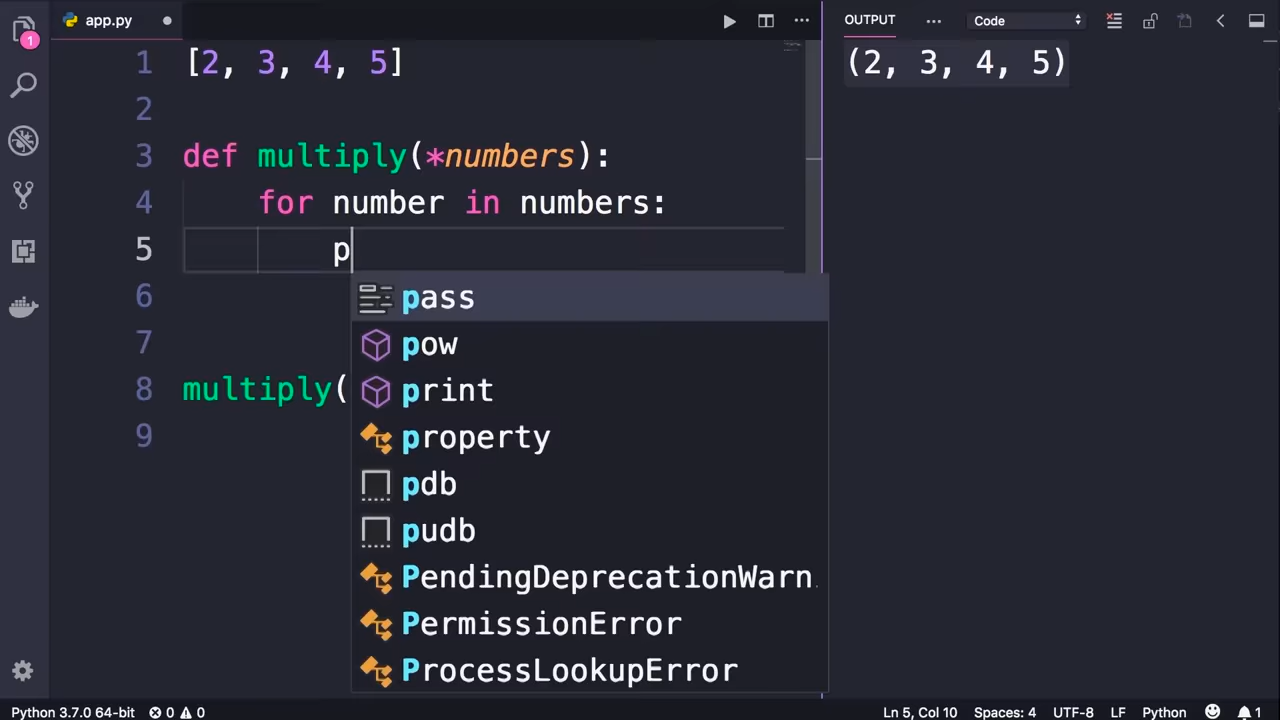 app.py
OUTPUT
Code
1 [2, 3, 4, 5]
(2, 3, 4, 5)
2
3 def multiply(*numbers):
4 for number in numbers:
5 p
6
pass
7
pow
8 multiply(
print
9
property
pdb
pudb
PendingDeprecationWarn
PermissionError
ProcessLookupError
1
Python 3.7.0 64-bit 0 0
Ln 5, Col 10 Spaces: 4 UTF-8 LF Python 1